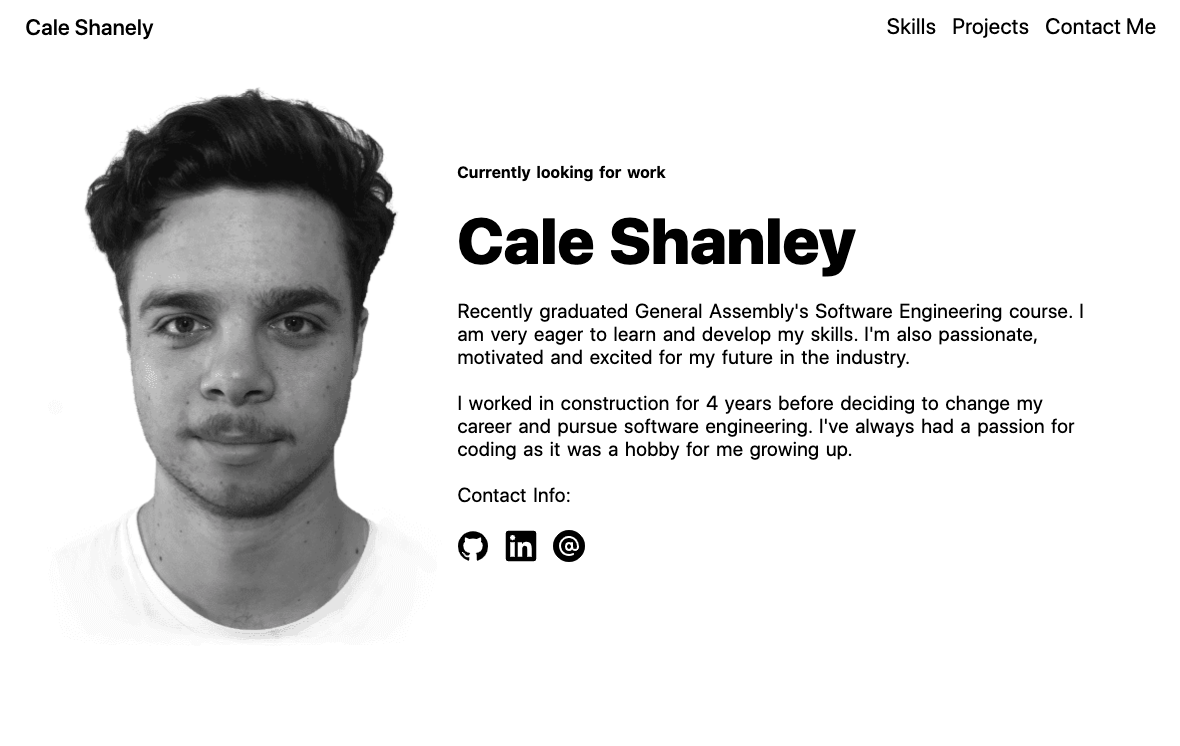 Cale Shanely
Skills Projects Contact Me
Currently looking for work
Cale Shanley
Recently graduated General Assembly's Software Engineering course. I
am very eager to learn and develop my skills. I'm also passionate,
motivated and excited for my future in the industry.
I worked in construction for 4 years before deciding to change my
career and pursue software engineering. I've always had a passion for
coding as it was a hobby for me growing up.
Contact Info:
in @